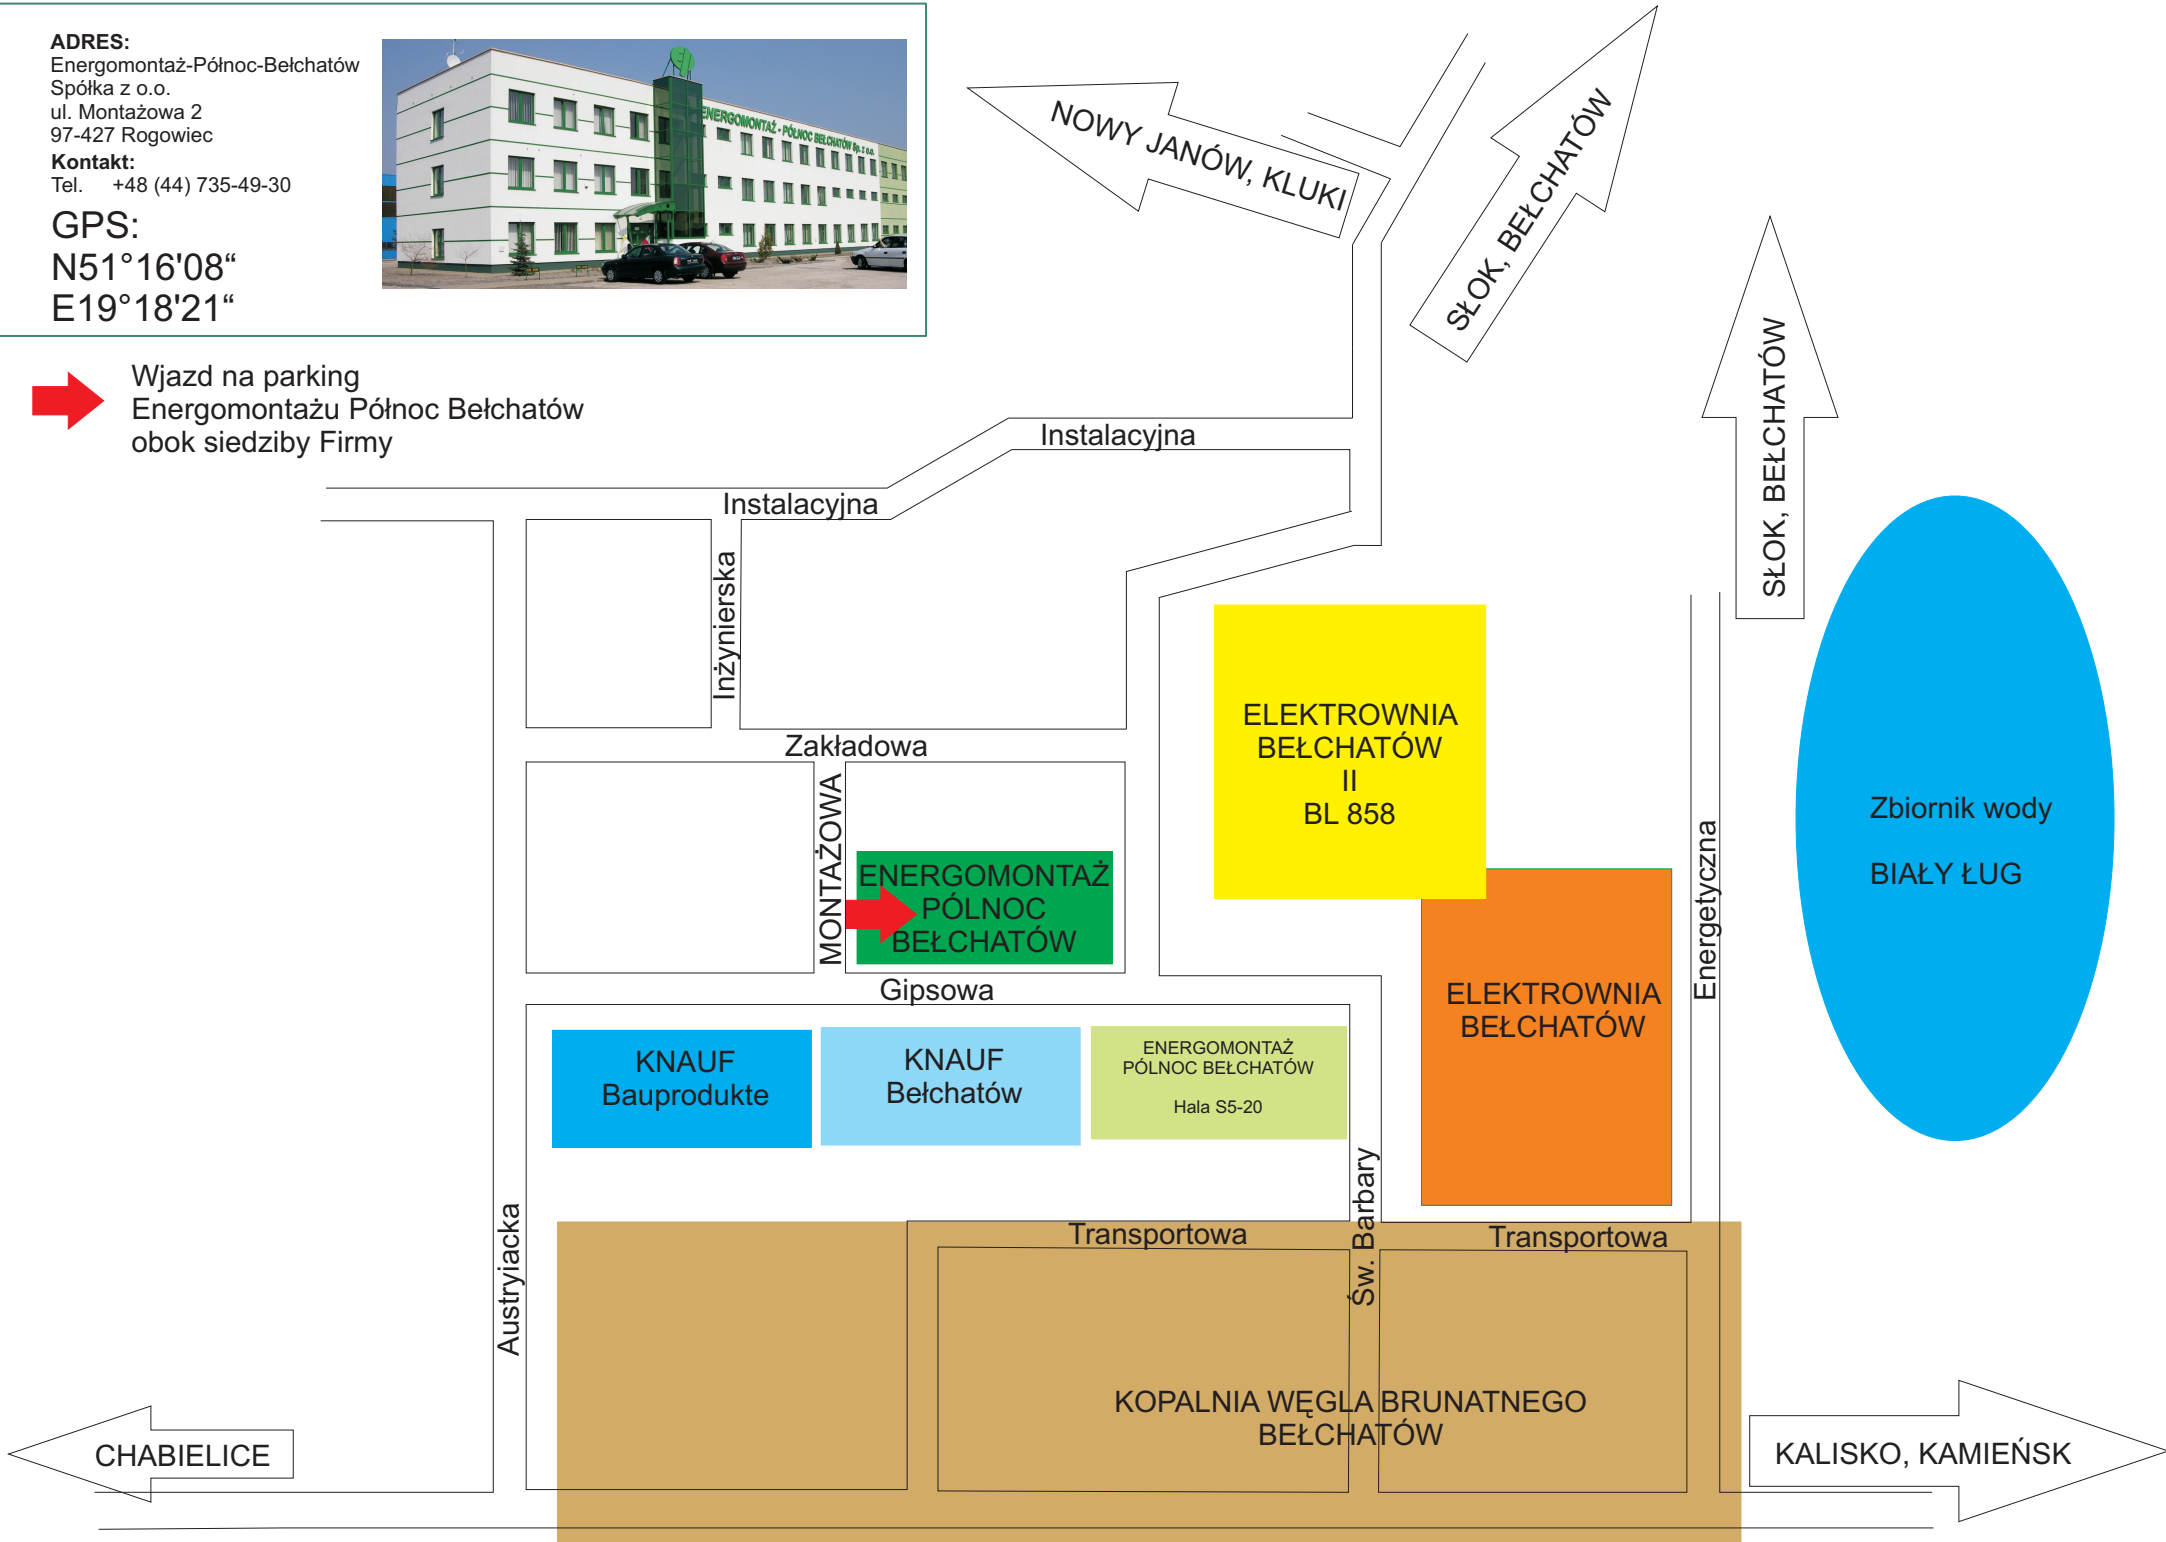 ADRES:
Energomontaż-Północ-Bełchatów
Spółka z o.o.
ul. Montażowa 2
97-427 Rogowiec
Kontakt:
Tel. +48 (44) 735-49-30
GPS:
N51°16'08“
E19°18'21“
ENERGOMONTAŻ - PÓŁNOC BEŁCHATÓW Sp. z o.o.
Wjazd na parking
Energomontażu Północ Bełchatów
obok siedziby Firmy
NOWY JANÓW, KLUKI
SŁOK, BEŁCHATÓW
SŁOK, BEŁCHATÓW
Instalacyjna
Instalacyjna
Inżynierska
Zakładowa
MONTAŻOWA
ELEKTROWNIA
BEŁCHATÓW
II
BL 858
Zbiornik wody
BIAŁY ŁUG
Energetyczna
ENERGOMONTAŻ
PÓLNOC
BEŁCHATÓW
Gipsowa
ELEKTROWNIA
BEŁCHATÓW
KNAUF
Bauprodukte
KNAUF
Bełchatów
ENERGOMONTAŻ
PÓLNOC BEŁCHATÓW
Hala S5-20
Austryiacka
Transportowa
Św. Barbary
Transportowa
KOPALNIA WĘGLA BRUNATNEGO
BEŁCHATÓW
CHABIELICE
KALISKO, KAMIEŃSK